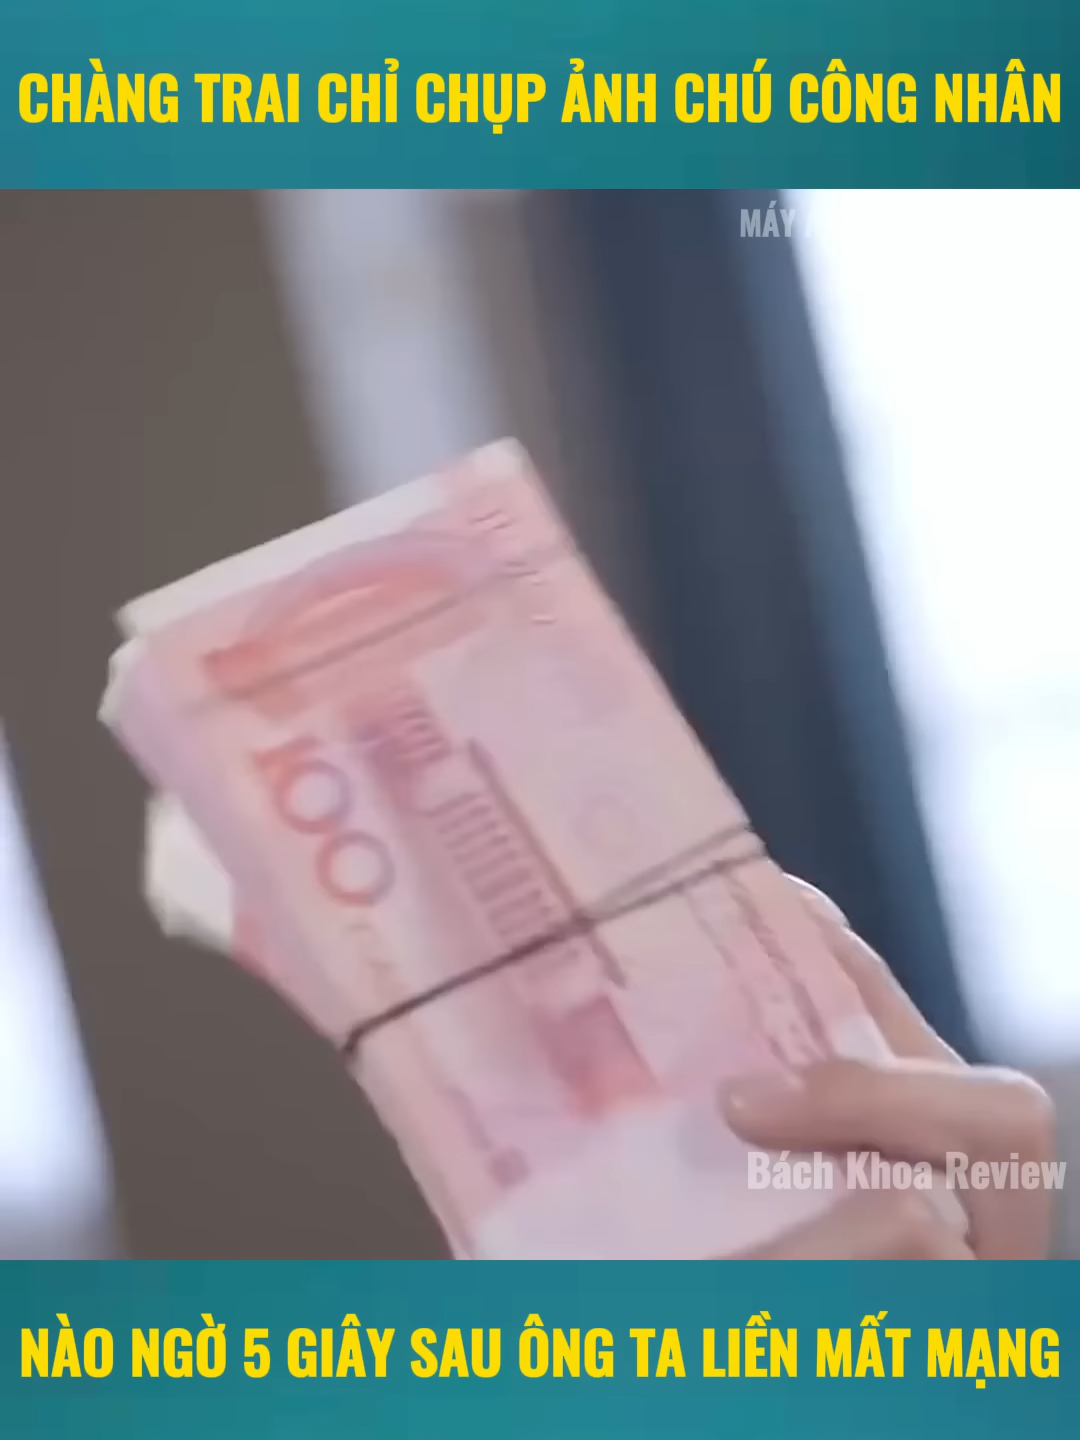 CHÀNG TRAI CHỈ CHỤP ẢNH CHÚ CÔNG NHÂN
MÁY
100
Bách Khoa Review
NÀO NGỜ 5 GIÂY SAU ÔNG TA LIỀN MẤT MẠNG